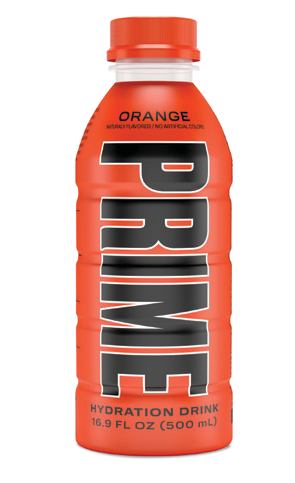 ORANGE
NATURALLY FLAVORED / NO ARTIFICIAL COLORS
PRIME
HYDRATION DRINK
16.9 FL OZ (500 mL)